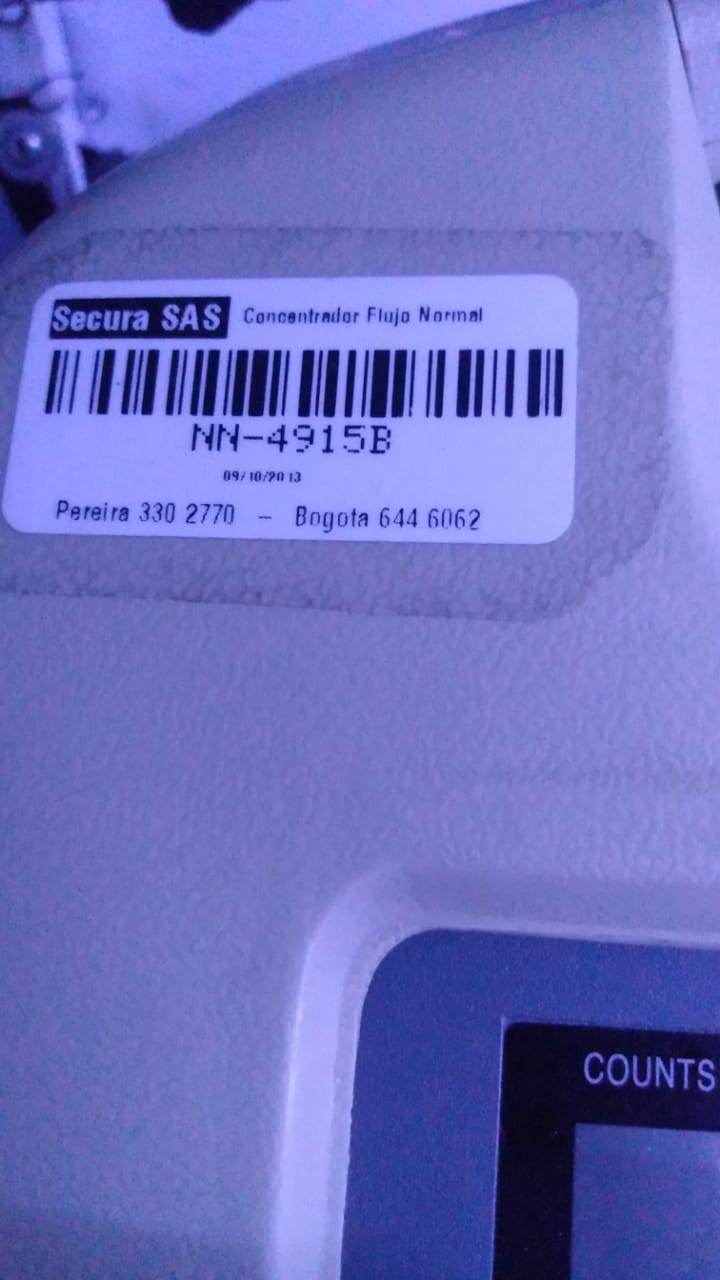 Secura SAS Concentrador Flujo Normal
NN-4915B
09/10/2013
Pereira 330 2770 – Bogota 644 6062
COUNTS